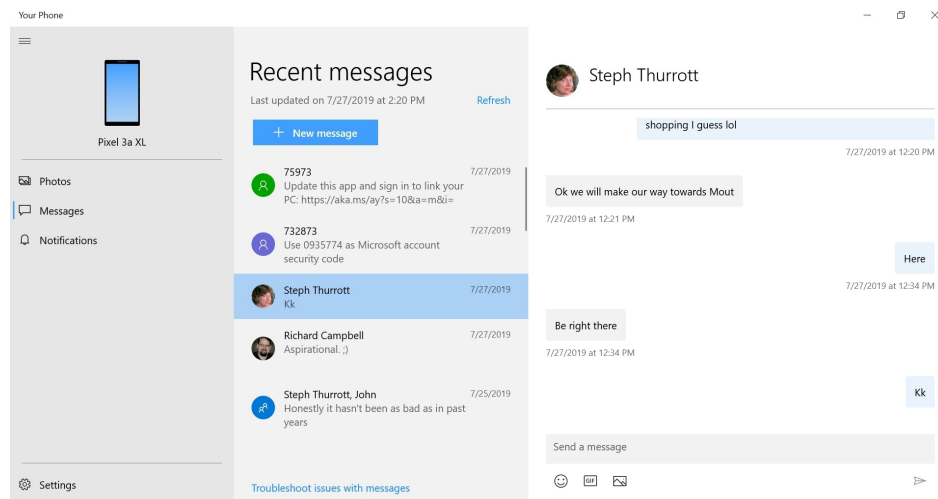 Your Phone
Pixel 3a XL
Photos
Messages
Notifications
Settings
Recent messages
Last updated on 7/27/2019 at 2:20 PM
Refresh
+ New message
75973
7/27/2019
Update this app and sign in to link your
PC: https://aka.ms/ay?s=10&a=m&i=
732873
7/27/2019
Use 0935774 as Microsoft account
security code
Steph Thurrott
7/27/2019
Kk
Richard Campbell
7/27/2019
Aspirational. ;)
Steph Thurrott, John
7/25/2019
Honestly it hasn't been as bad as in past
years
Troubleshoot issues with messages
Steph Thurrott
shopping I guess lol
7/27/2019 at 12:20 PM
Ok we will make our way towards Mout
7/27/2019 at 12:21 PM
Here
7/27/2019 at 12:34 PM
Be right there
7/27/2019 at 12:34 PM
Kk
Send a message
GIF